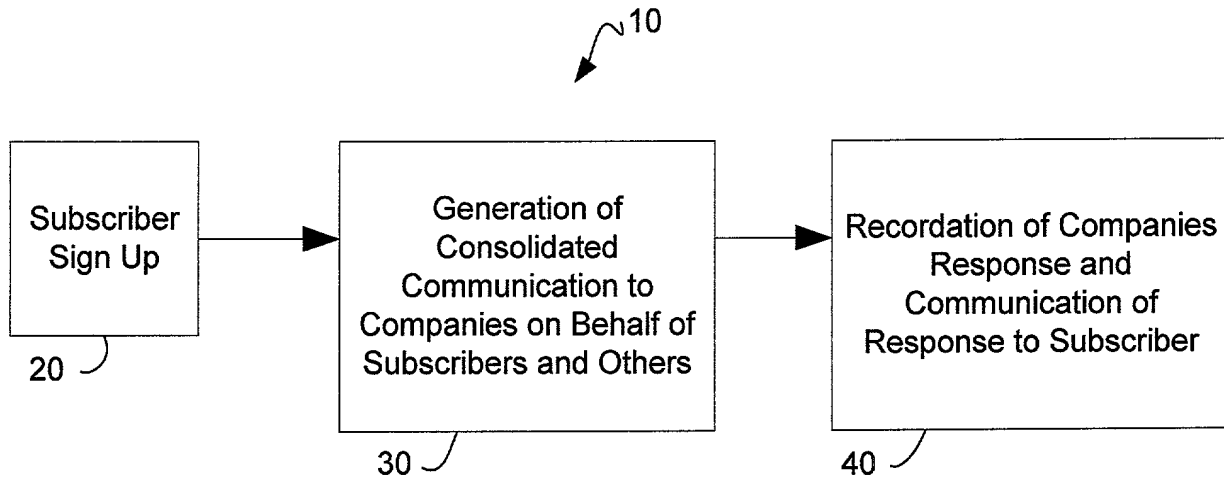 10
Subscriber
Sign Up
20
Generation of
Consolidated
Communication to
Companies on Behalf of
Subscribers and Others
30
Recordation of Companies
Response and
Communication of
Response to Subscriber
40